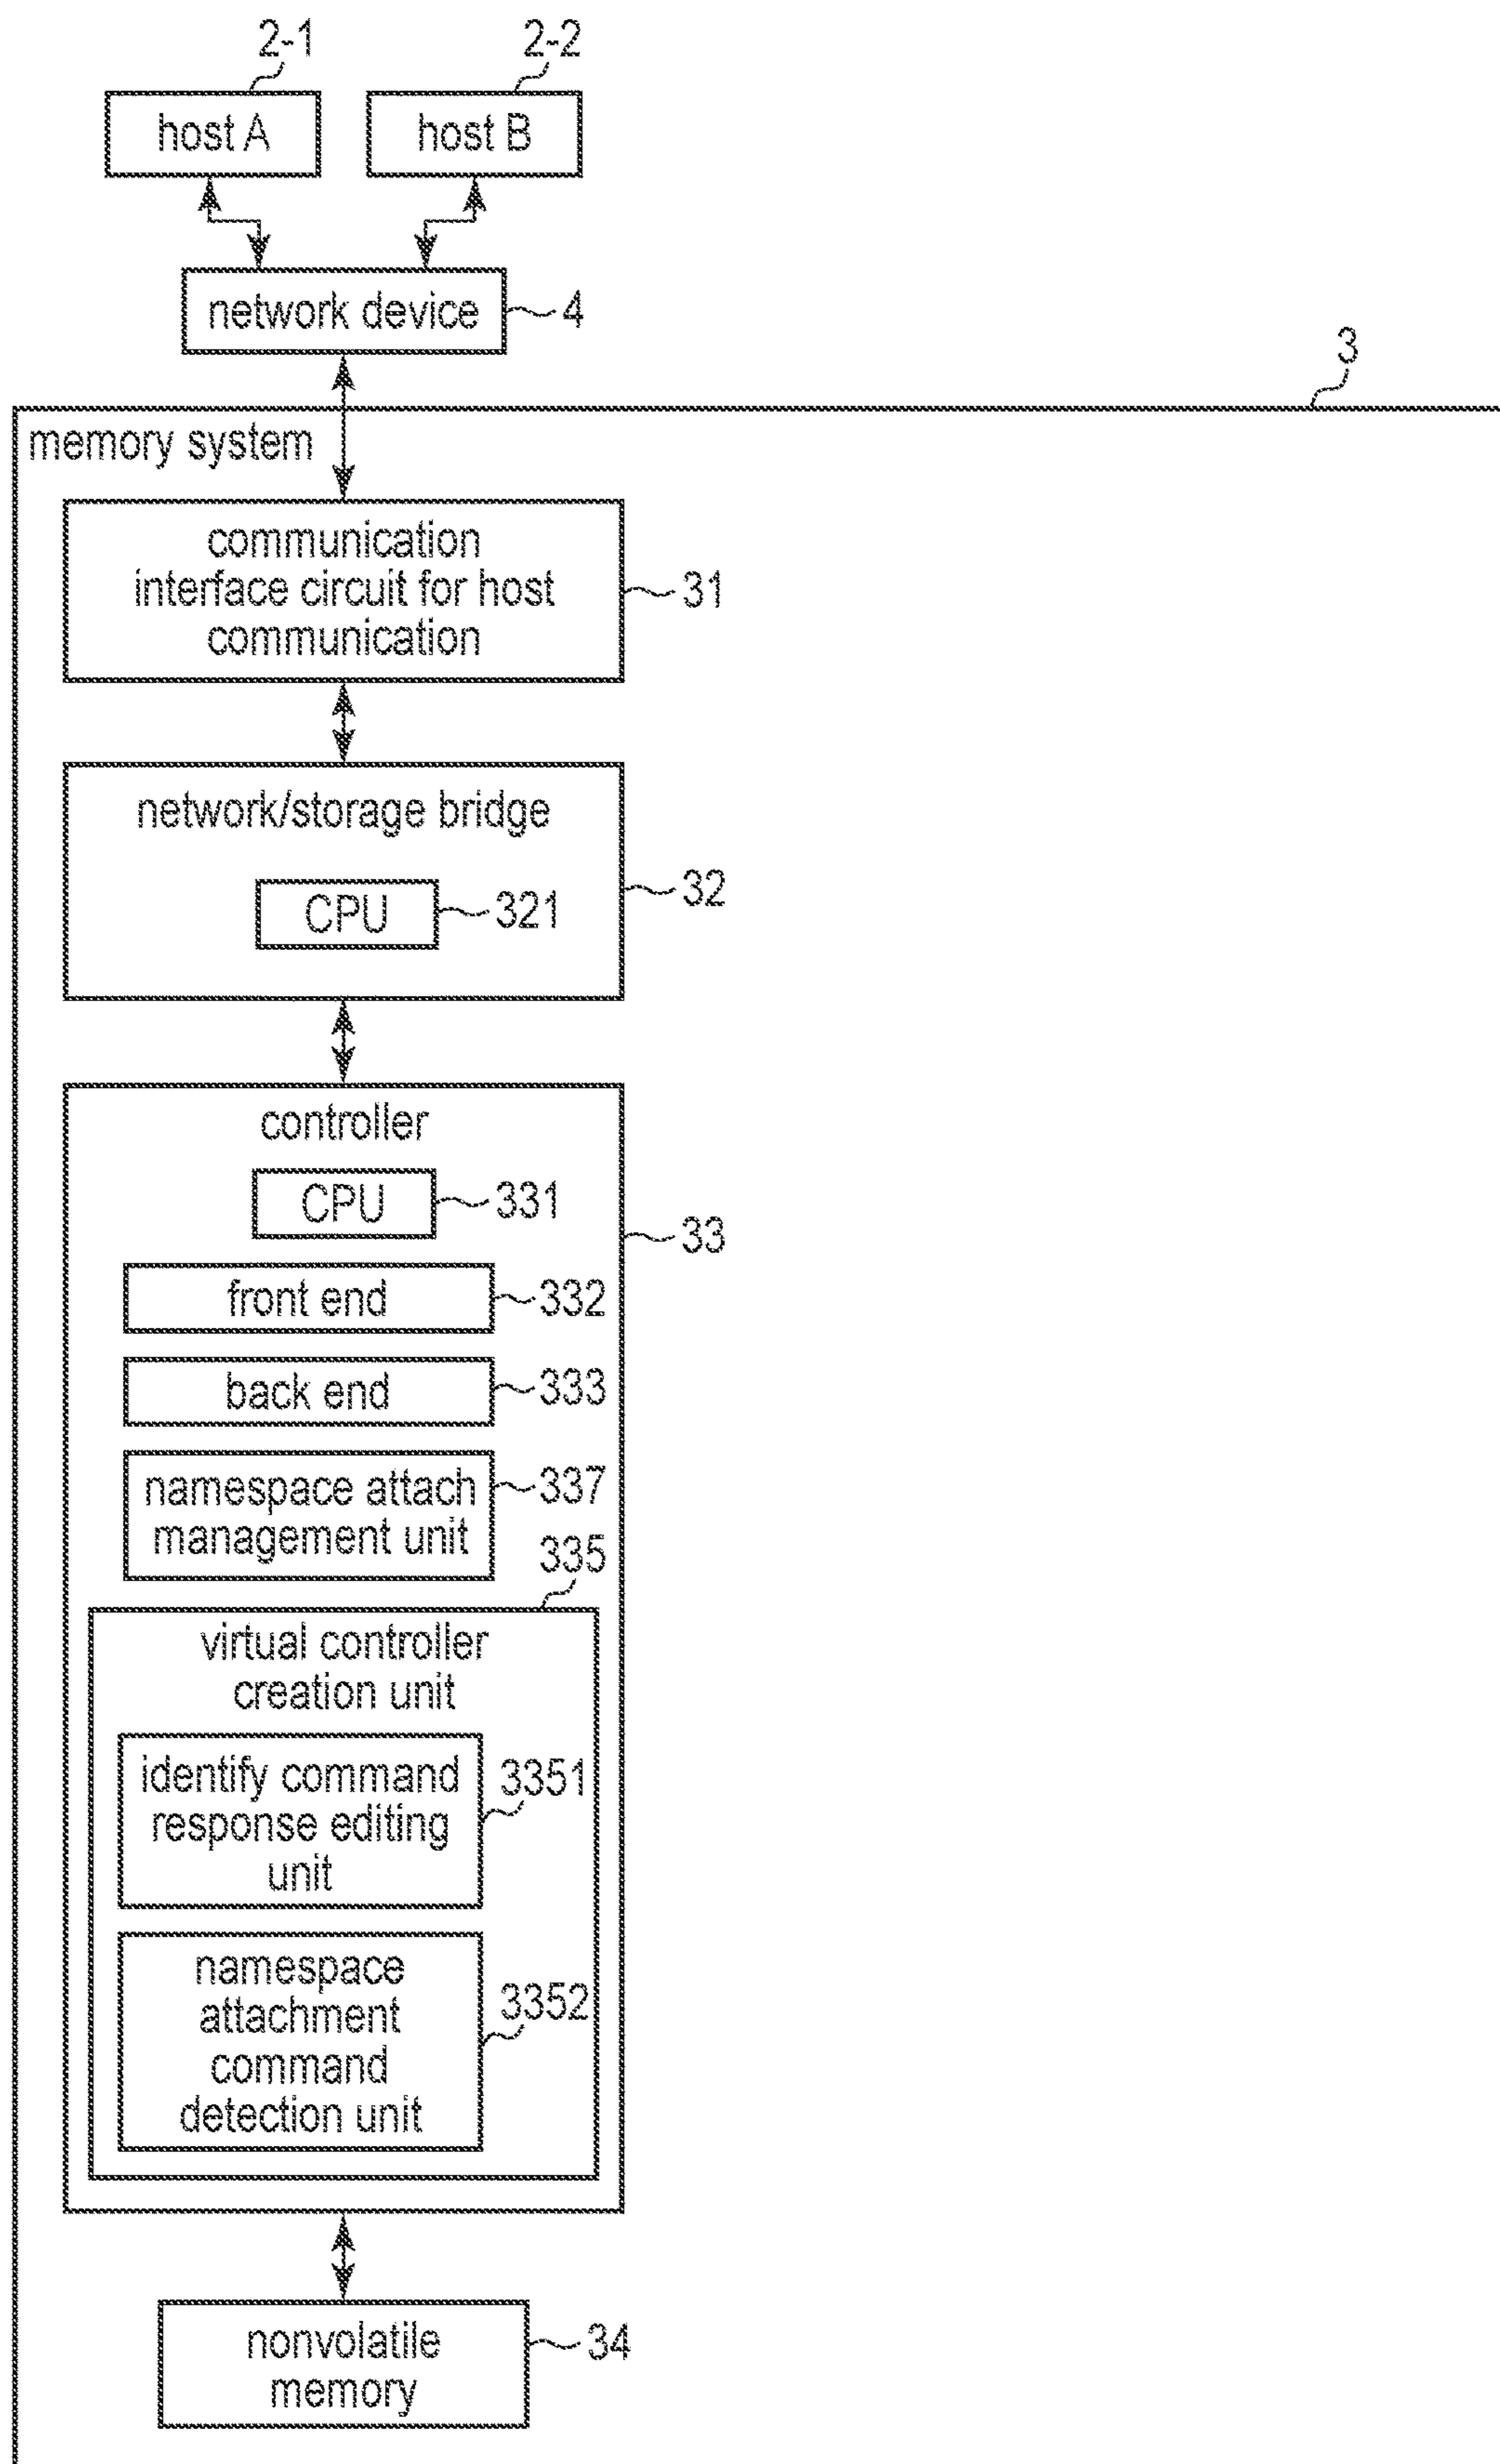 2-1
2-2
host A
host B
network device
4
3
memory system
communication
interface circuit for host
communication
31
network/storage bridge
32
CPU
321
controller
CPU
331
33
front end
332
back end
333
namespace attach
management unit
337
335
virtual controller
creation unit
identify command
response editing
unit
3351
namespace
attachment
command
detection unit
3352
nonvolatile
memory
34